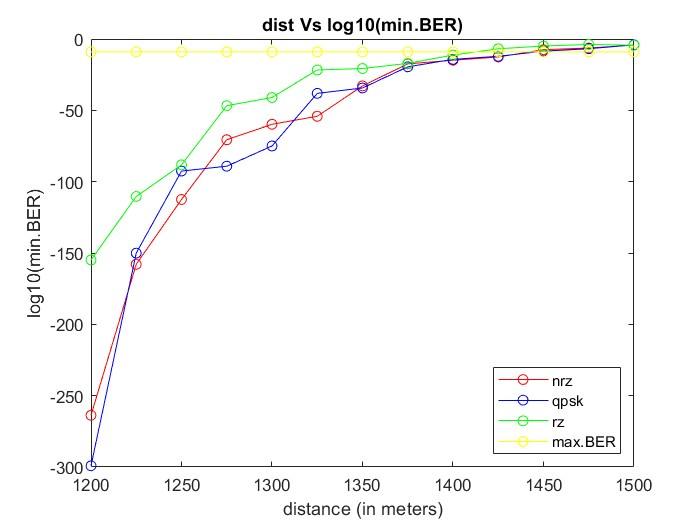 dist Vs log10(min.BER)
0
-50
-100
-150
-200
-250
-300
log10(min.BER)
nrz
qpsk
rz
max.BER
1200 1250 1300 1350 1400 1450 1500
distance (in meters)